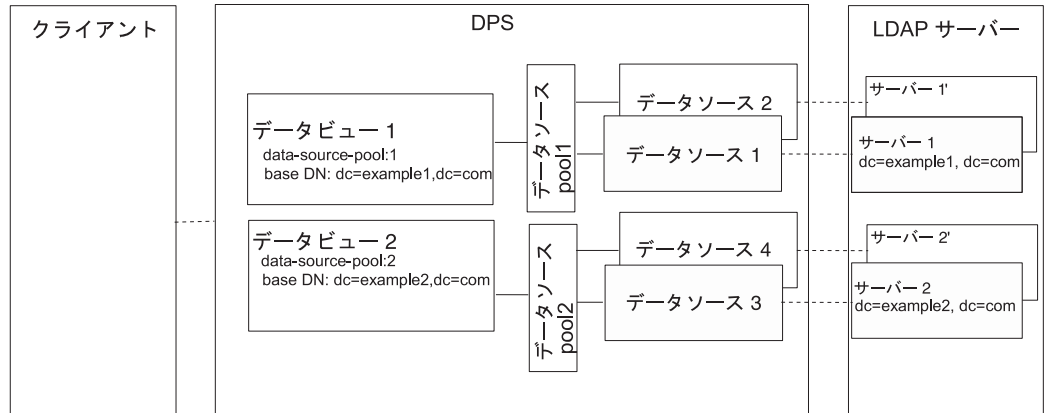 クライアント
DPS
LDAP サーバー
データビュー 1
data-source-pool:1
base DN: dc=example1,dc=com
データソース
pool1
データソース 2
データソース 1
サーバー 1'
サーバー 1
dc=example1, dc=com
データビュー 2
data-source-pool:2
base DN: dc=example2,dc=com
データソース
pool2
データソース 4
データソース 3
サーバー 2'
サーバー 2
dc=example2, dc=com